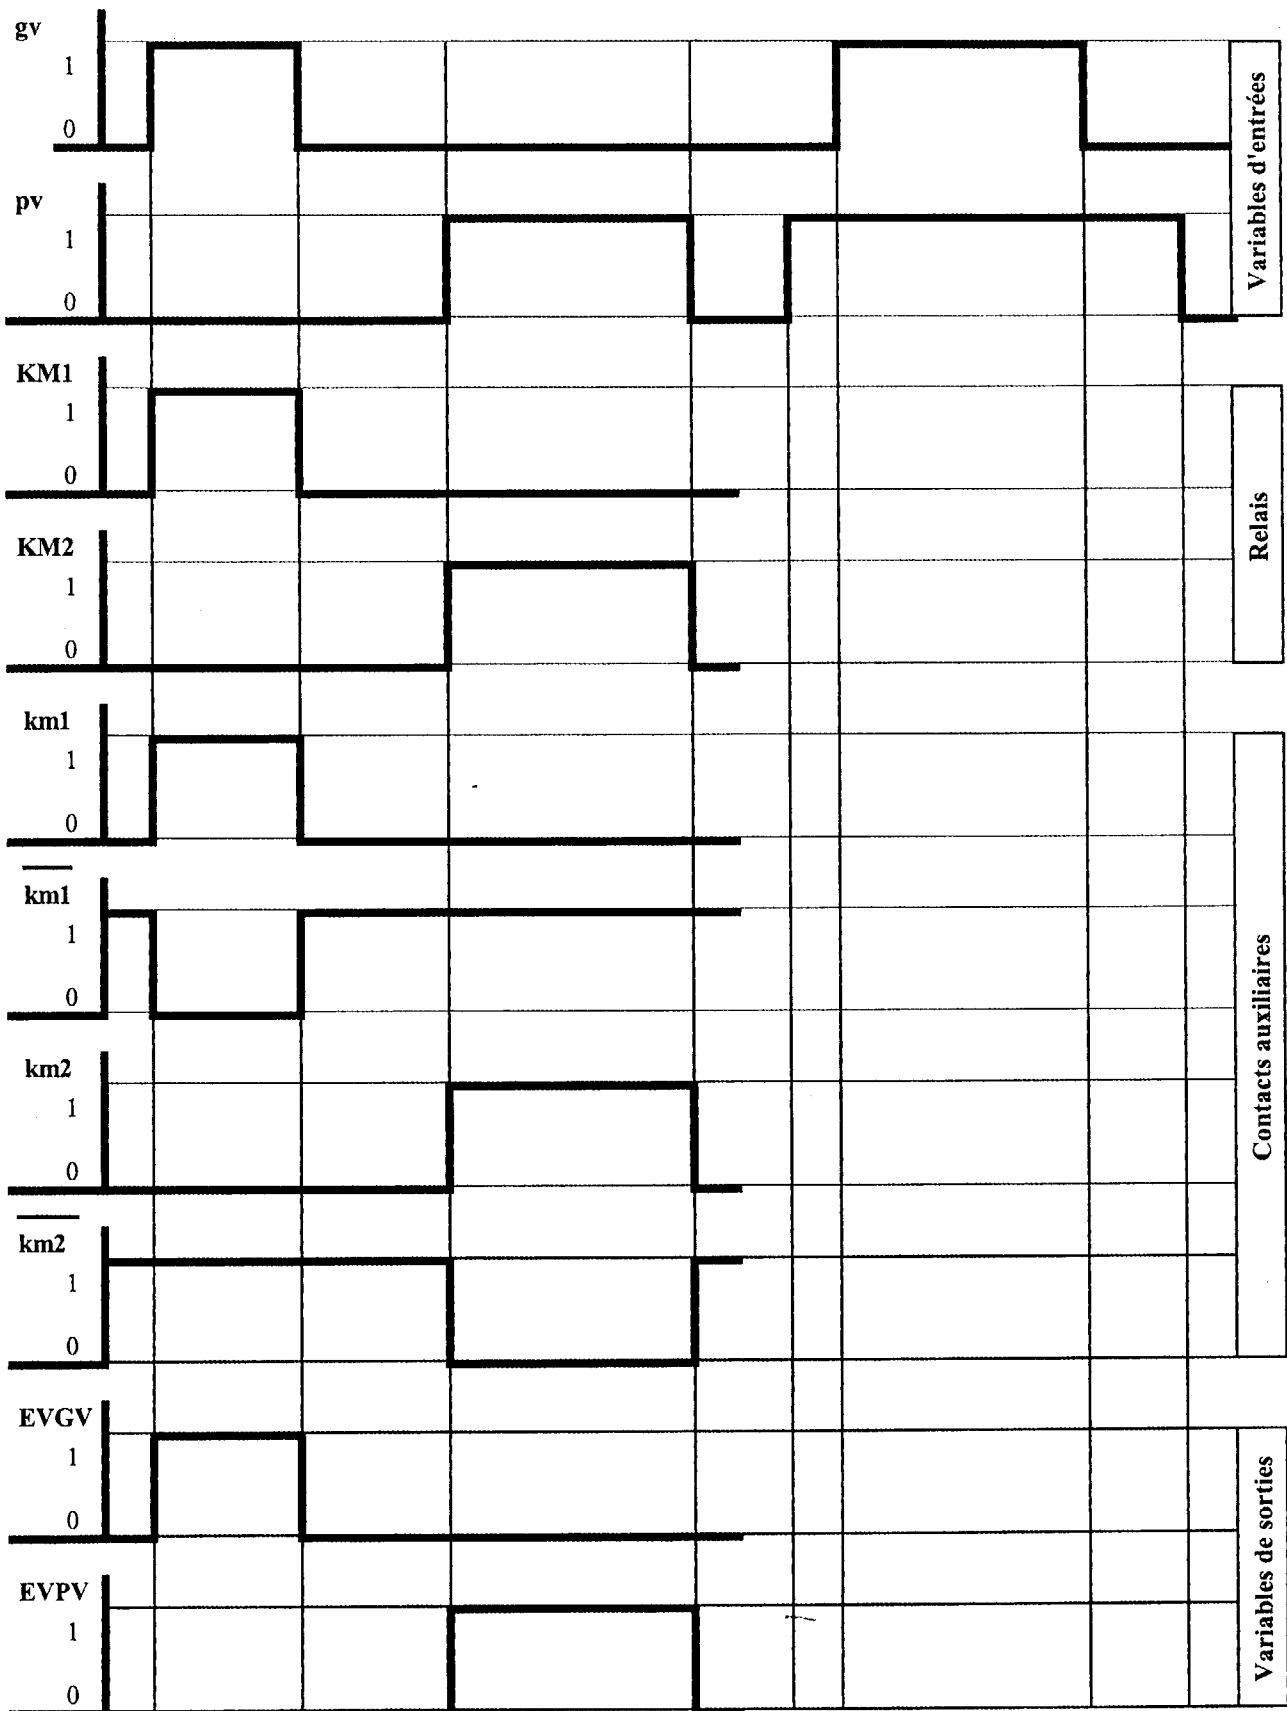 gv
1
0
pv
1
0
Variables d'entrées
KM1
1
0
KM2
1
0
Relais
km1
1
0
km1
1
0
km2
1
0
km2
1
0
Contacts auxiliaires
EVGV
1
0
EVPV
1
0
Variables de sorties